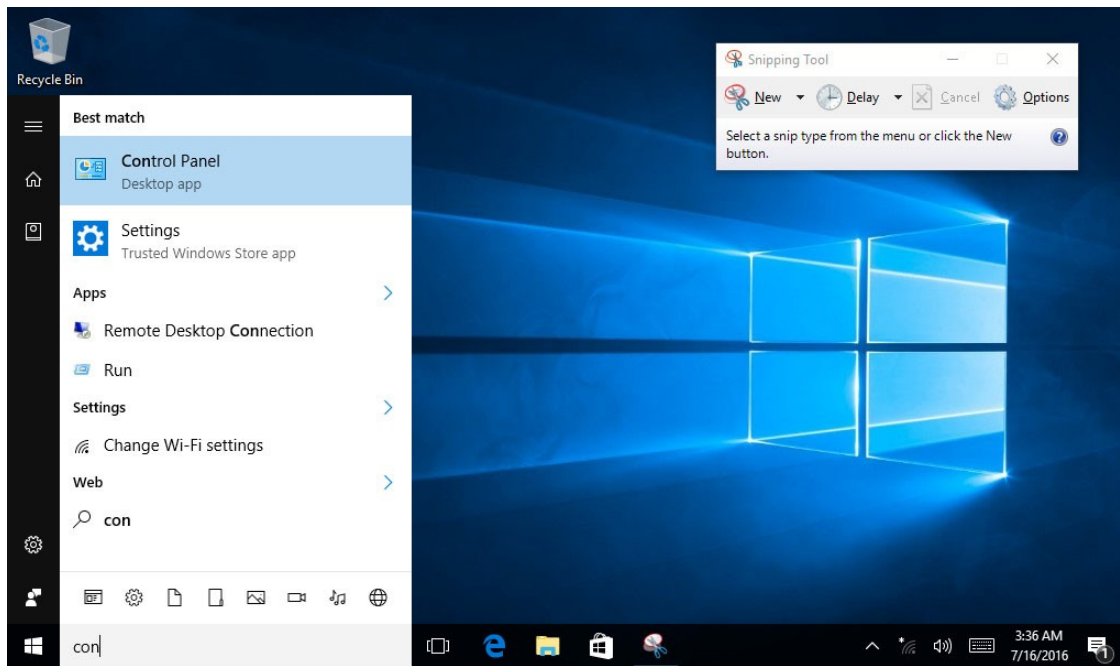 Recycle Bin
Snipping Tool
New Delay Cancel Options
Select a snip type from the menu or click the New
button.
Best match
Control Panel
Desktop app
Settings
Trusted Windows Store app
Apps
Remote Desktop Connection
Run
Settings
Change Wi-Fi settings
Web
con
con
3:36 AM
7/16/2016
1